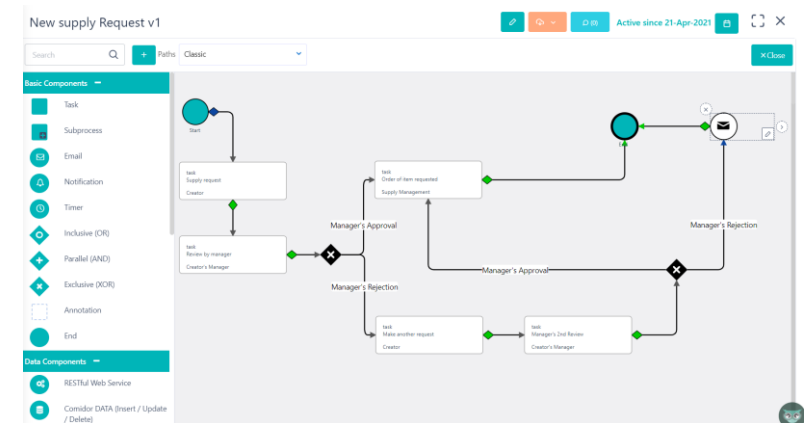 New supply Request v1
(0)
Active since 21-Apr-2021
Search
+ Paths
Classic
×Close
Basic Components
Task
Subprocess
Email
Notification
Timer
Inclusive (OR)
Parallel (AND)
Exclusive (XOR)
Annotation
End
Data Components
RESTful Web Service
Comidor DATA (Insert / Update
/ Delete)
Start
task
Supply request
Creator
task
Review by manager
Creator's Manager
Manager's Approval
Manager's Rejection
task
Order of item requested
Supply Management
task
Make another request
Creator
task
Manager's 2nd Review
Creator's Manager
Manager's Approval
Manager's Rejection